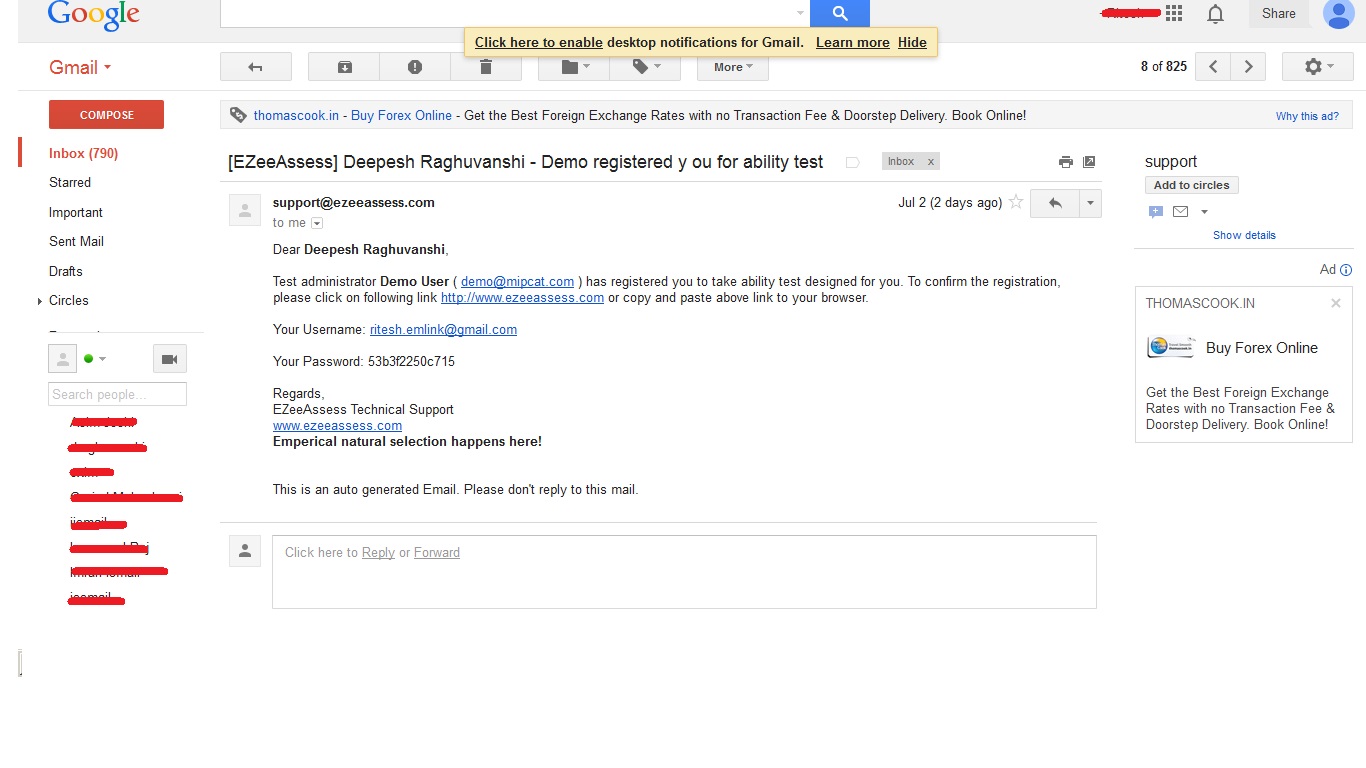 Google
Share
Click here to enable desktop notifications for Gmail. Learn more Hide
Gmail
More
8 of 825
COMPOSE
thomascook.in - Buy Forex Online - Get the Best Foreign Exchange Rates with no Transaction Fee & Doorstep Delivery. Book Online!
Why this ad?
Inbox (790)
Starred
Important
Sent Mail
Drafts
Circles
Search people...
[EZeeAssess] Deepesh Raghuvanshi - Demo registered y ou for ability test
Inbox x
support@ezeeassess.com
Jul 2 (2 days ago)
to me
Dear Deepesh Raghuvanshi,
Test administrator Demo User ( demo@mipcat.com ) has registered you to take ability test designed for you. To confirm the registration,
please click on following link http://www.ezeeassess.com or copy and paste above link to your browser.
Your Username: ritesh.emlink@gmail.com
Your Password: 53b3f2250c715
Regards,
EZeeAssess Technical Support
www.ezeeassess.com
Emperical natural selection happens here!
This is an auto generated Email. Please don't reply to this mail.
Click here to Reply or Forward
support
Add to circles
Show details
Ad
THOMASCOOK.IN
Buy Forex Online
Get the Best Foreign Exchange
Rates with no Transaction Fee &
Doorstep Delivery. Book Online!